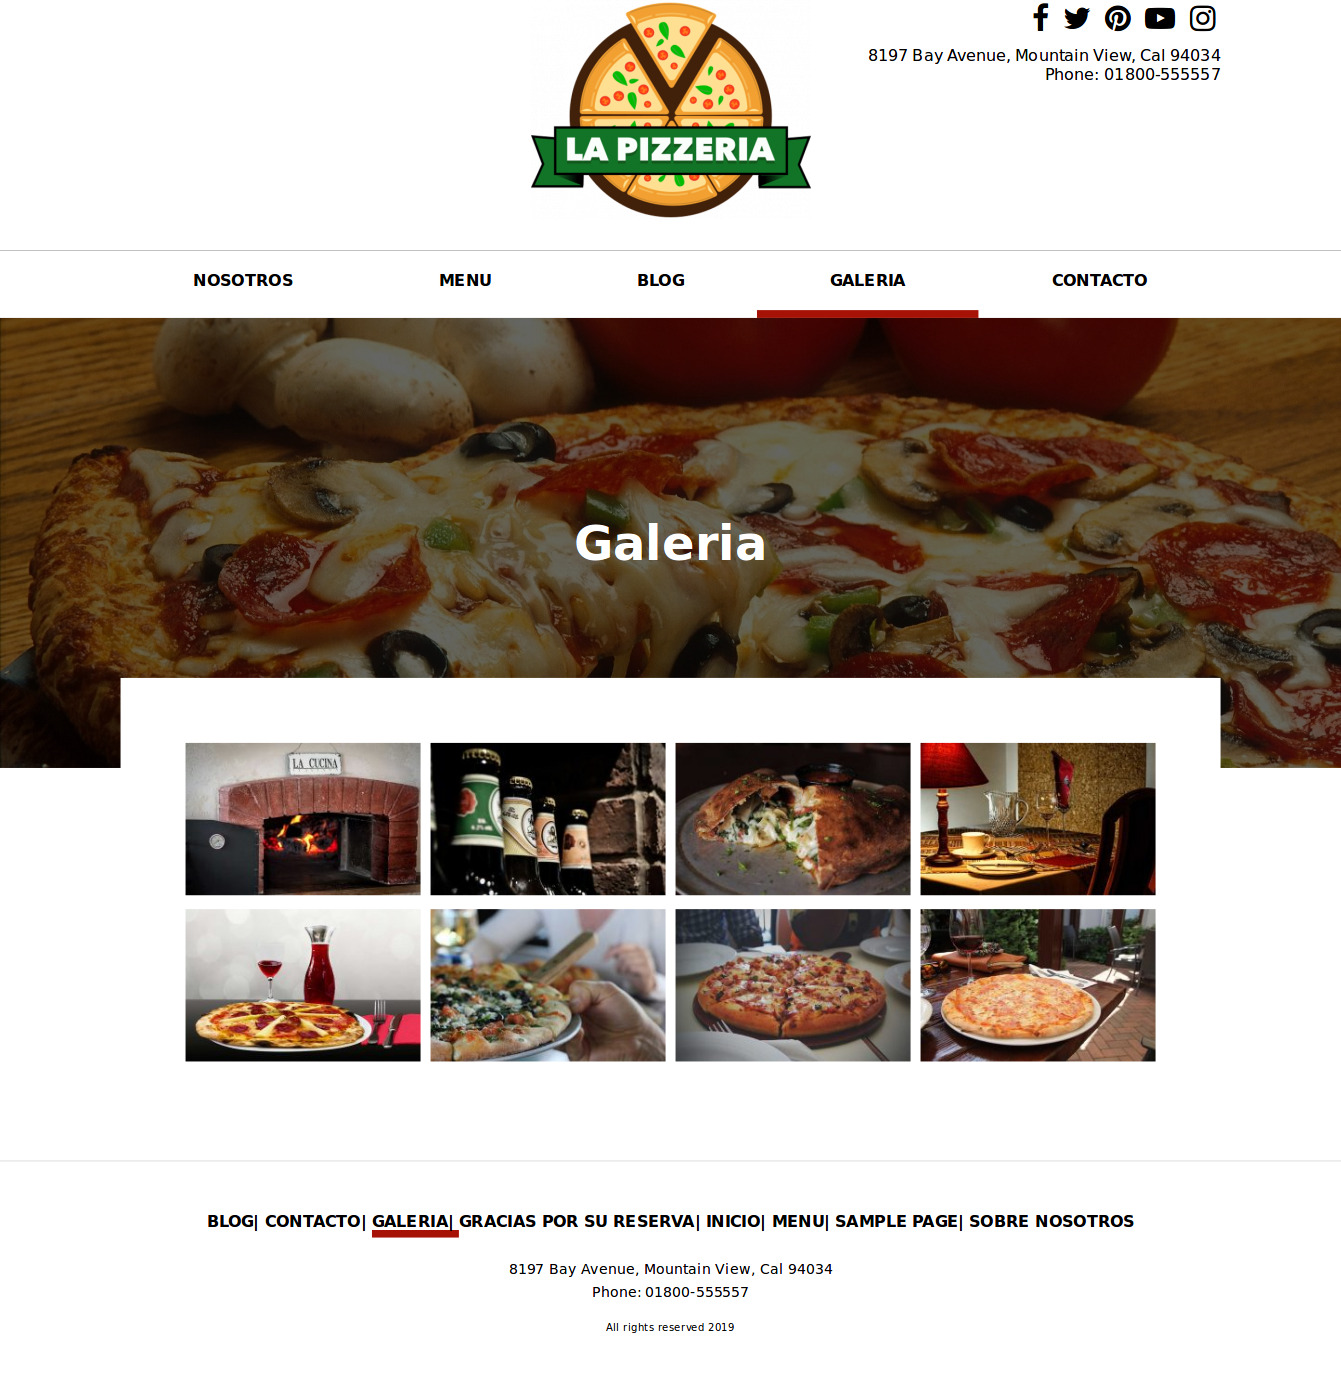 LA PIZZERIA
8197 Bay Avenue, Mountain View, Cal 94034
Phone: 01800-555557
NOSOTROS MENU BLOG GALERIA CONTACTO
Galeria
LA CUCINA
BLOG| CONTACTO| GALERIA| GRACIAS POR SU RESERVA| INICIO| MENU| SAMPLE PAGE| SOBRE NOSOTROS
8197 Bay Avenue, Mountain View, Cal 94034
Phone: 01800-555557
All rights reserved 2019